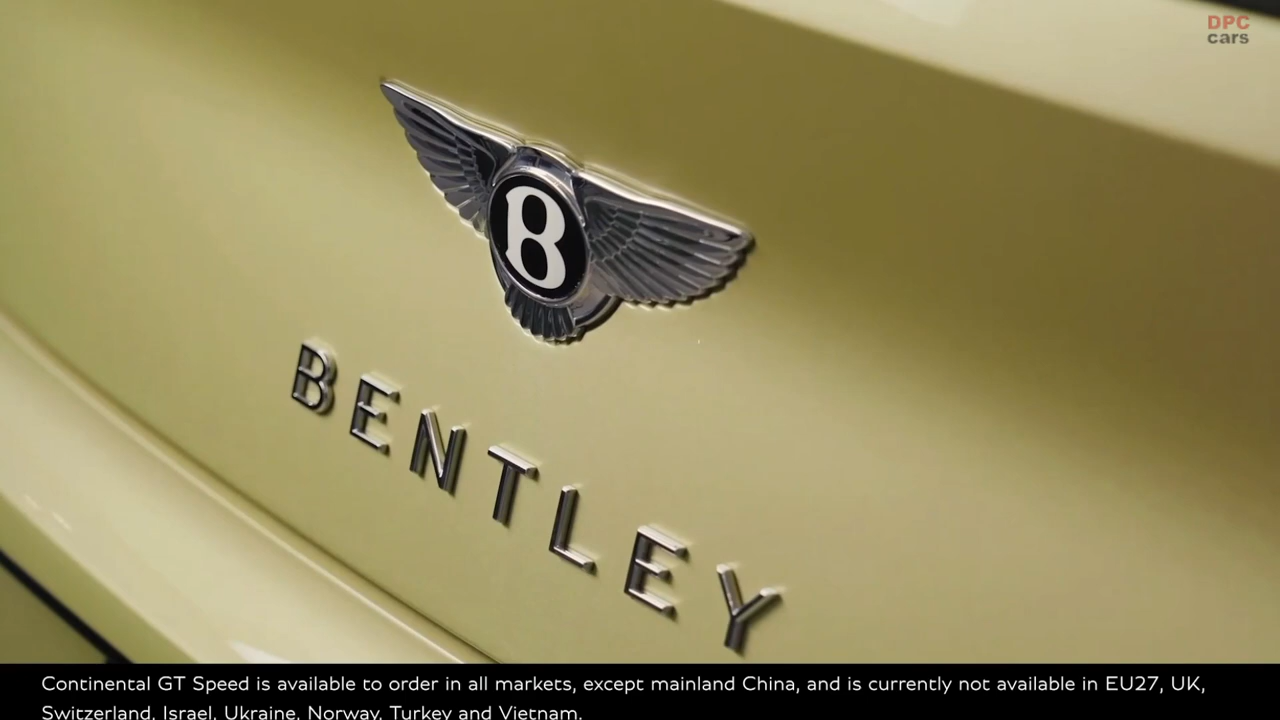 DPC
cars
B
BENTLEY
Continental GT Speed is available to order in all markets, except mainland China, and is currently not available in EU27, UK,
Switzerland, Israel, Ukraine, Norway, Turkey and Vietnam.